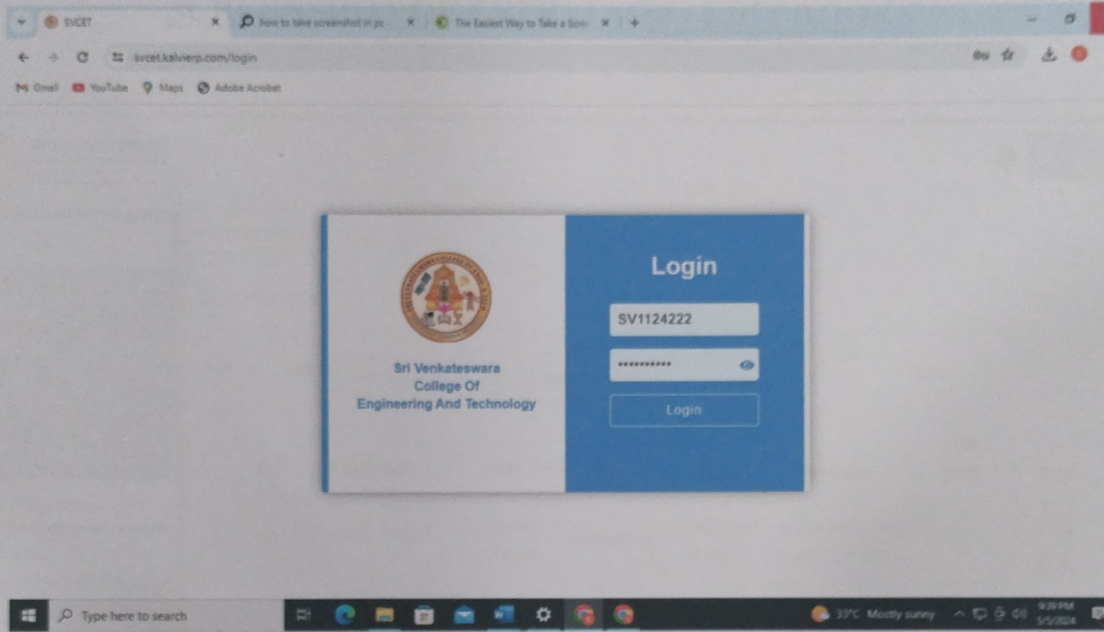 SVCET
how to take screenshot in pc
The Easiest Way to Take a Scre
svcet.kalvierp.com/login
Gmail
YouTube
Maps
Adobe Acrobat
Login
SV1124222
Sri Venkateswara
College Of
Engineering And Technology
Login
Type here to search
33°C Mostly sunny
9:39 PM
5/5/2024